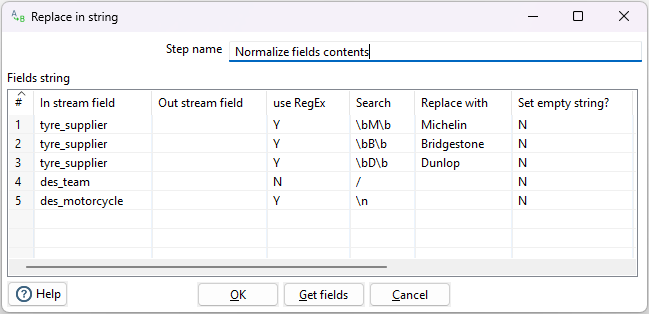 Replace in string
Step name Normalize fields contents
Fields string
# In stream field Out stream field use RegEx Search Replace with Set empty string?
1 tyre_supplier Y \bM\b Michelin N
2 tyre_supplier Y \bB\b Bridgestone N
3 tyre_supplier Y \bD\b Dunlop N
4 des_team N / N
5 des_motorcycle Y \n N
Help OK Get fields Cancel